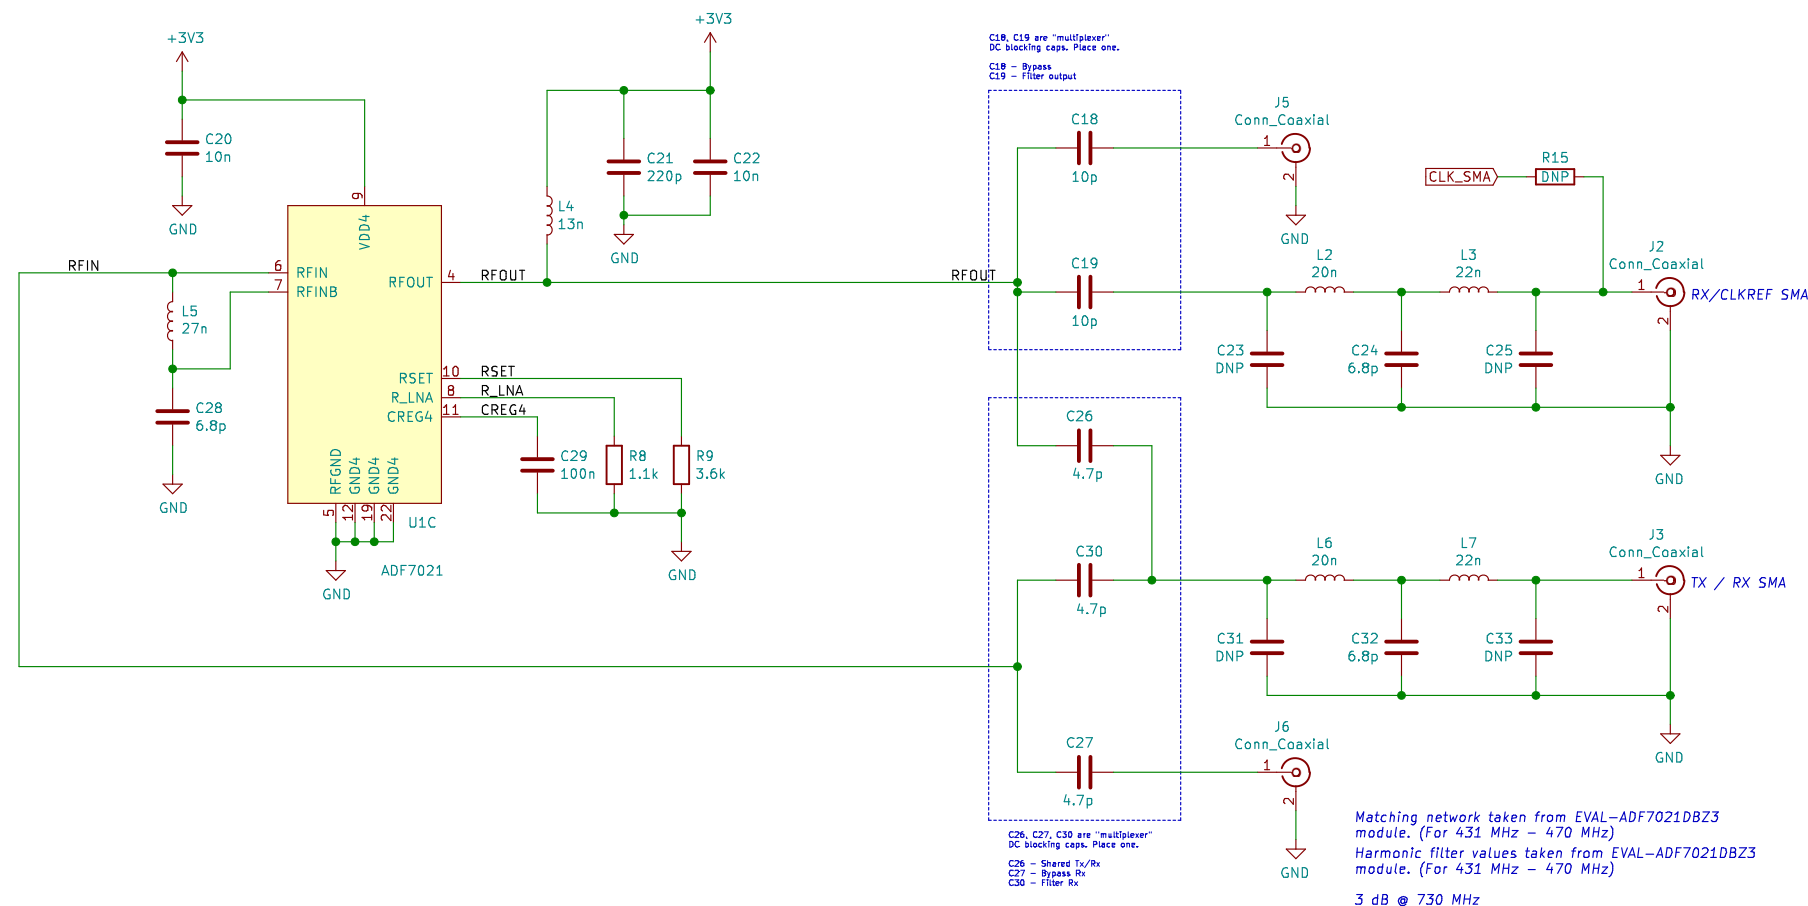 +3V3
C20
10n
GND
9
VDD4
RFIN
6
RFIN
7
RFINB
RFOUT
4
RFOUT
L5
27n
C28
6.8p
GND
10
RSET
RSET
8
R_LNA
R_LNA
11
CREG4
CREG4
RFGND
GND4
GND4
GND4
5
12
19
22
U1C
ADF7021
GND
C29
100n
R8
1.1k
R9
3.6k
GND
+3V3
C21
220p
C22
10n
L4
13n
GND
RFOUT
C18, C19 are "multiplexer"
DC blocking caps. Place one.
C18 - Bypass
C19 - Filter output
C18
10p
C19
10p
J5
Conn_Coaxial
1
2
GND
CLK_SMA
R15
DNP
L2
20n
L3
22n
J2
Conn_Coaxial
1
2
RX/CLKREF SMA
C23
DNP
C24
6.8p
C25
DNP
GND
C26
4.7p
C30
4.7p
L6
20n
L7
22n
J3
Conn_Coaxial
1
2
TX / RX SMA
C31
DNP
C32
6.8p
C33
DNP
GND
C27
4.7p
J6
Conn_Coaxial
1
2
GND
C26, C27, C30 are "multiplexer"
DC blocking caps. Place one.
C26 - Shared Tx/Rx
C27 - Bypass Rx
C30 - Filter Rx
Matching network taken from EVAL-ADF7021DBZ3
module. (For 431 MHz - 470 MHz)
Harmonic filter values taken from EVAL-ADF7021DBZ3
module. (For 431 MHz - 470 MHz)
3 dB @ 730 MHz